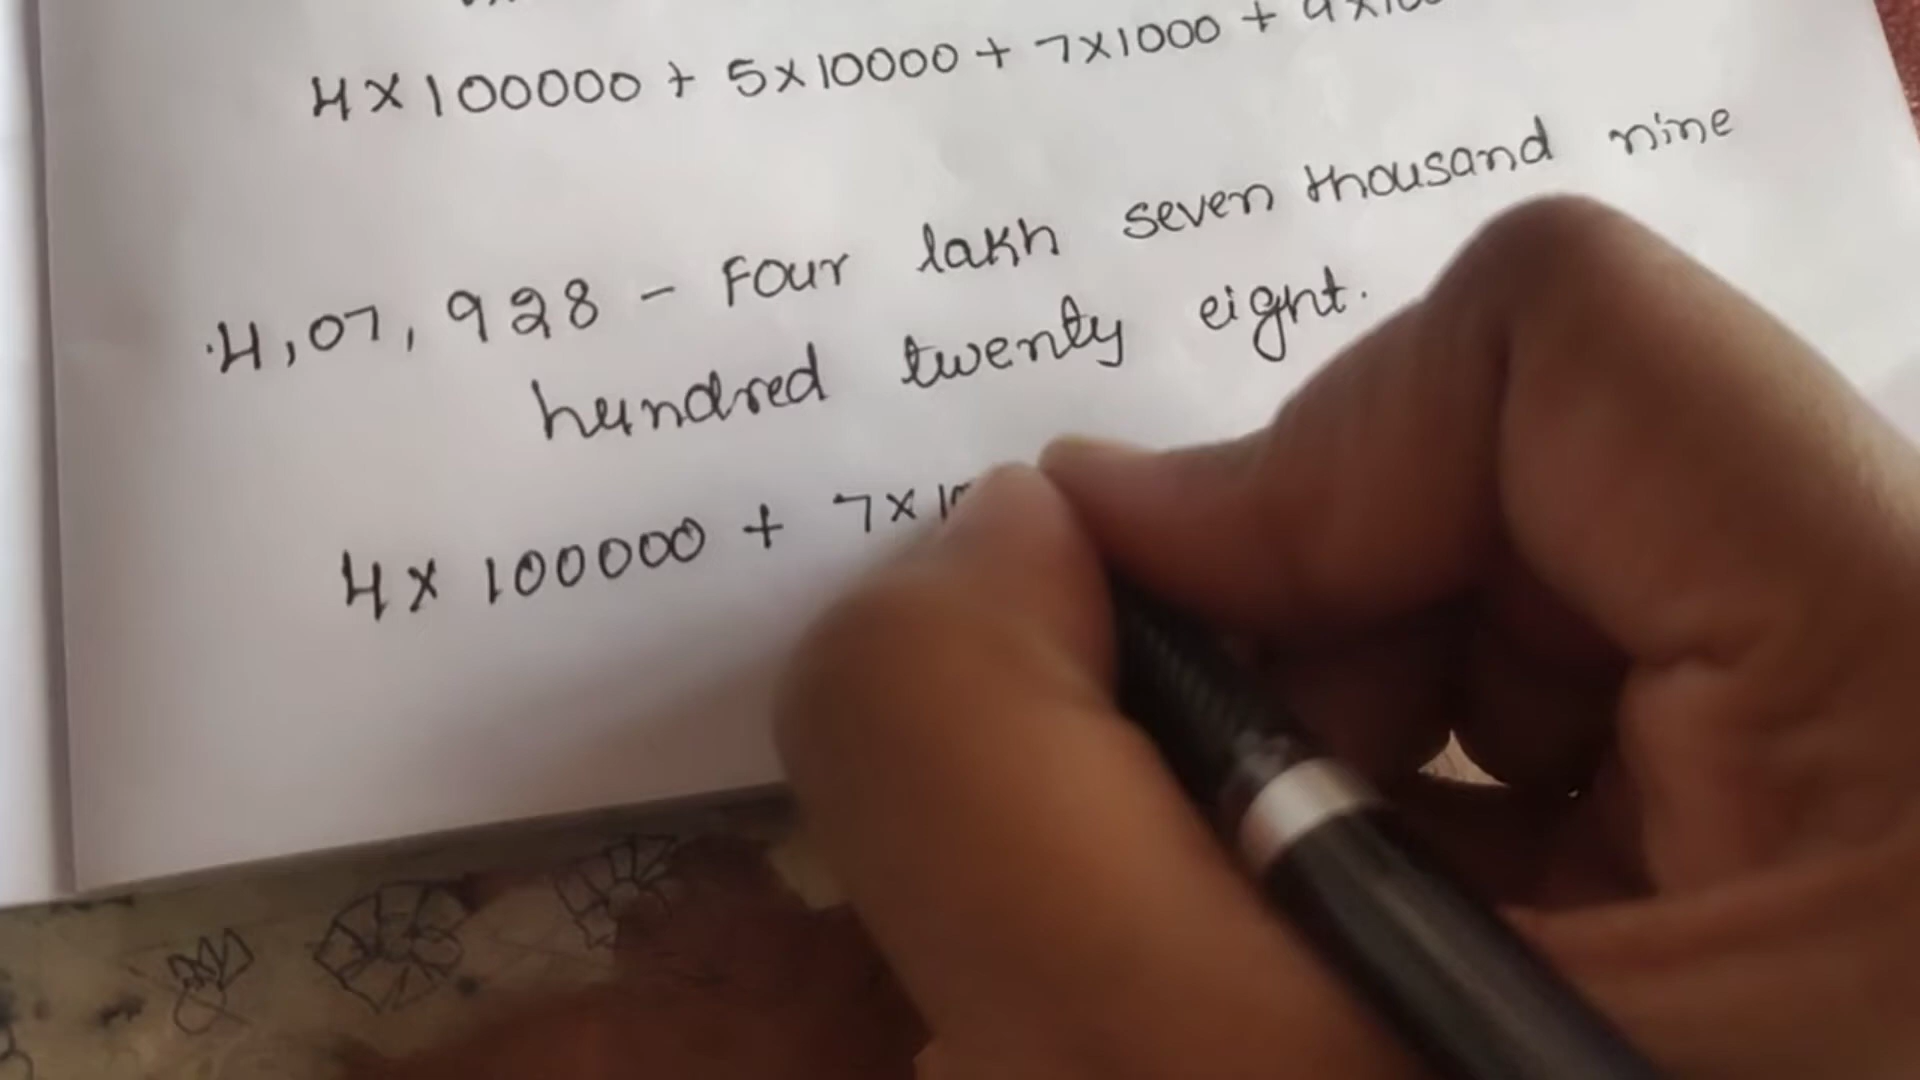 4 × 100000 + 5 × 10000 + 7 × 1000 +
4,07,928 - Four lakh seven thousand nine
hundred twenty eight.
4 × 100000 + 7 ×